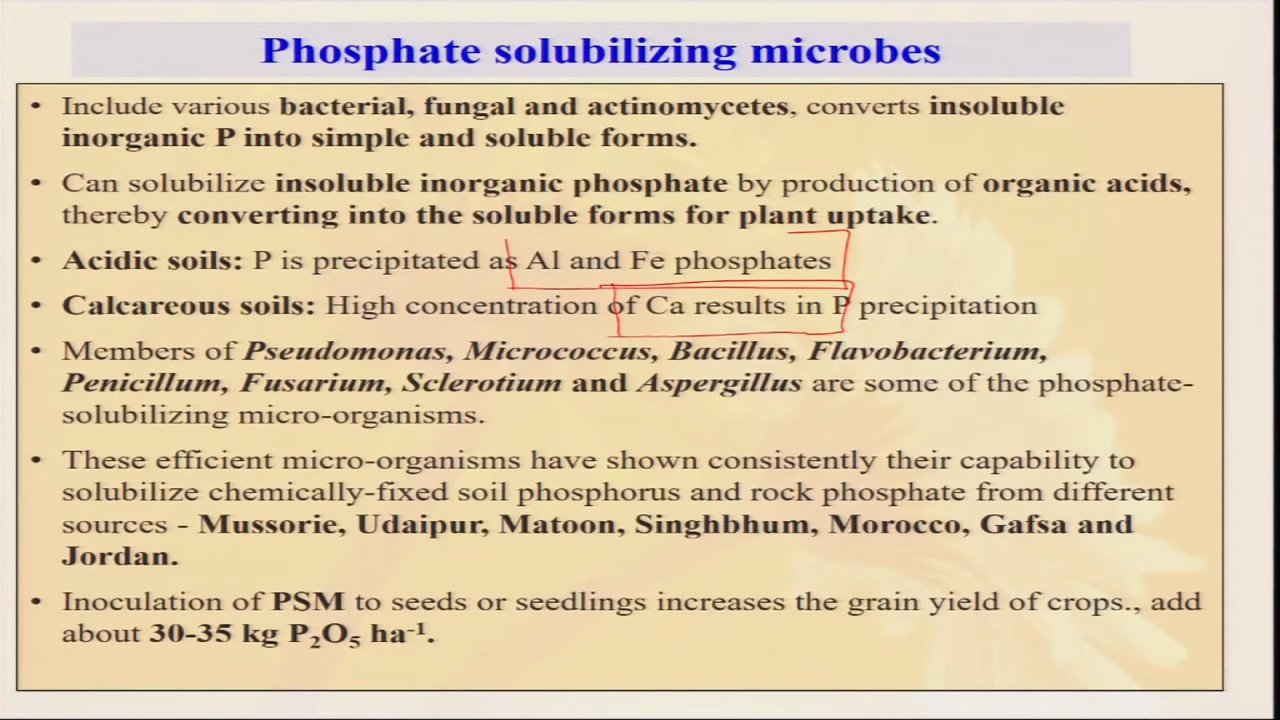 Phosphate solubilizing microbes
• Include various bacterial, fungal and actinomycetes, converts insoluble
inorganic P into simple and soluble forms.
• Can solubilize insoluble inorganic phosphate by production of organic acids,
thereby converting into the soluble forms for plant uptake.
• Acidic soils: P is precipitated as Al and Fe phosphates
• Calcareous soils: High concentration of Ca results in P precipitation
• Members of Pseudomonas, Micrococcus, Bacillus, Flavobacterium,
Penicillum, Fusarium, Sclerotium and Aspergillus are some of the phosphate-
solubilizing micro-organisms.
• These efficient micro-organisms have shown consistently their capability to
solubilize chemically-fixed soil phosphorus and rock phosphate from different
sources - Mussorie, Udaipur, Matoon, Singhbhum, Morocco, Gafsa and
Jordan.
• Inoculation of PSM to seeds or seedlings increases the grain yield of crops., add
about 30-35 kg P₂O₅ ha⁻¹.